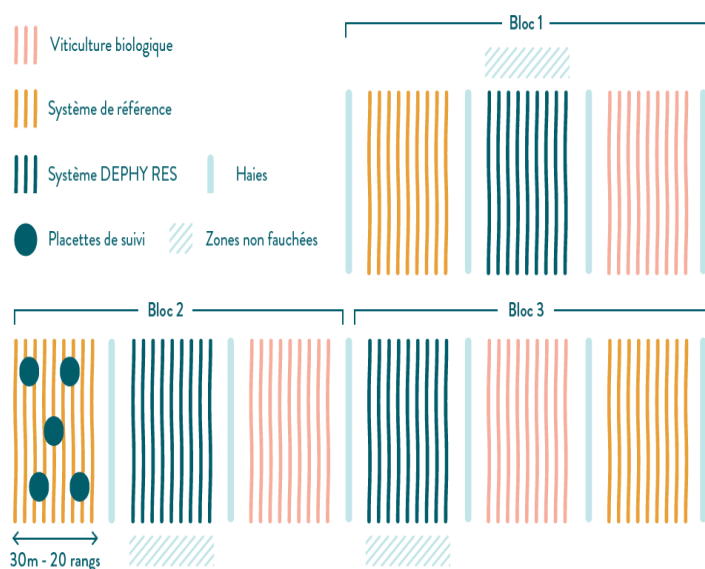 Viticulture biologique
Système de référence
Système DEPHY RES
Haies
Placettes de suivi
Zones non fauchées
Bloc 1
Bloc 2
Bloc 3
30m - 20 rangs